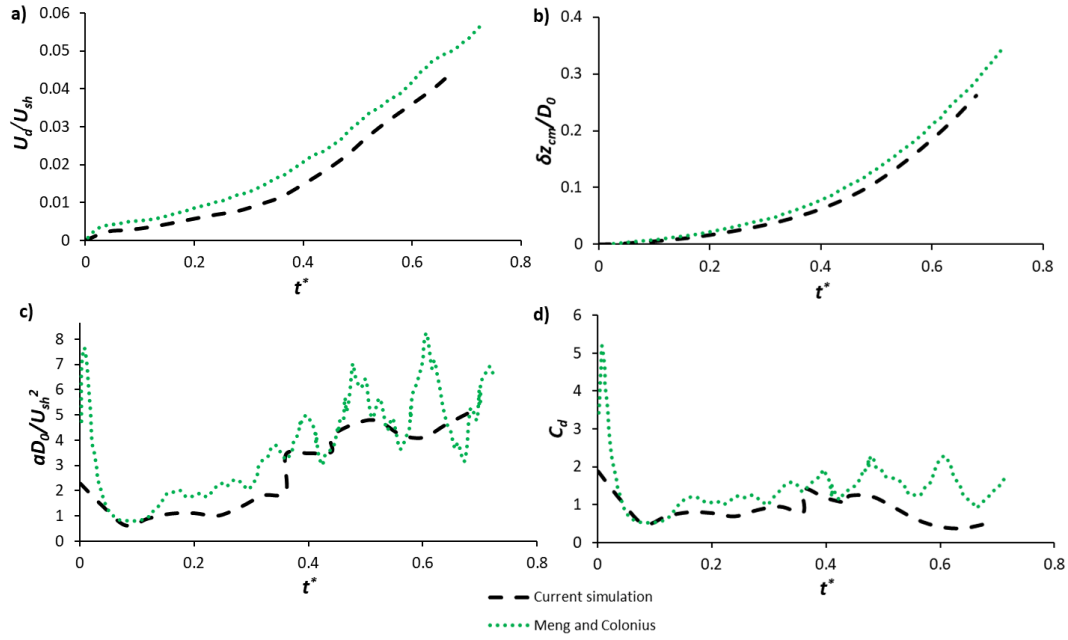 a)
0.06
0.05
0.04
0.03
0.02
0.01
0
U_d/U_sh
0 0.2 0.4 0.6 0.8
t*
b)
0.4
0.3
0.2
0.1
0
δz_cm/D_0
0 0.2 0.4 0.6 0.8
t*
c)
8
7
6
5
4
3
2
1
0
aD_0/U_sh^2
0 0.2 0.4 0.6 0.8
t*
d)
6
5
4
3
2
1
0
C_d
0 0.2 0.4 0.6 0.8
t*
Current simulation
Meng and Colonius